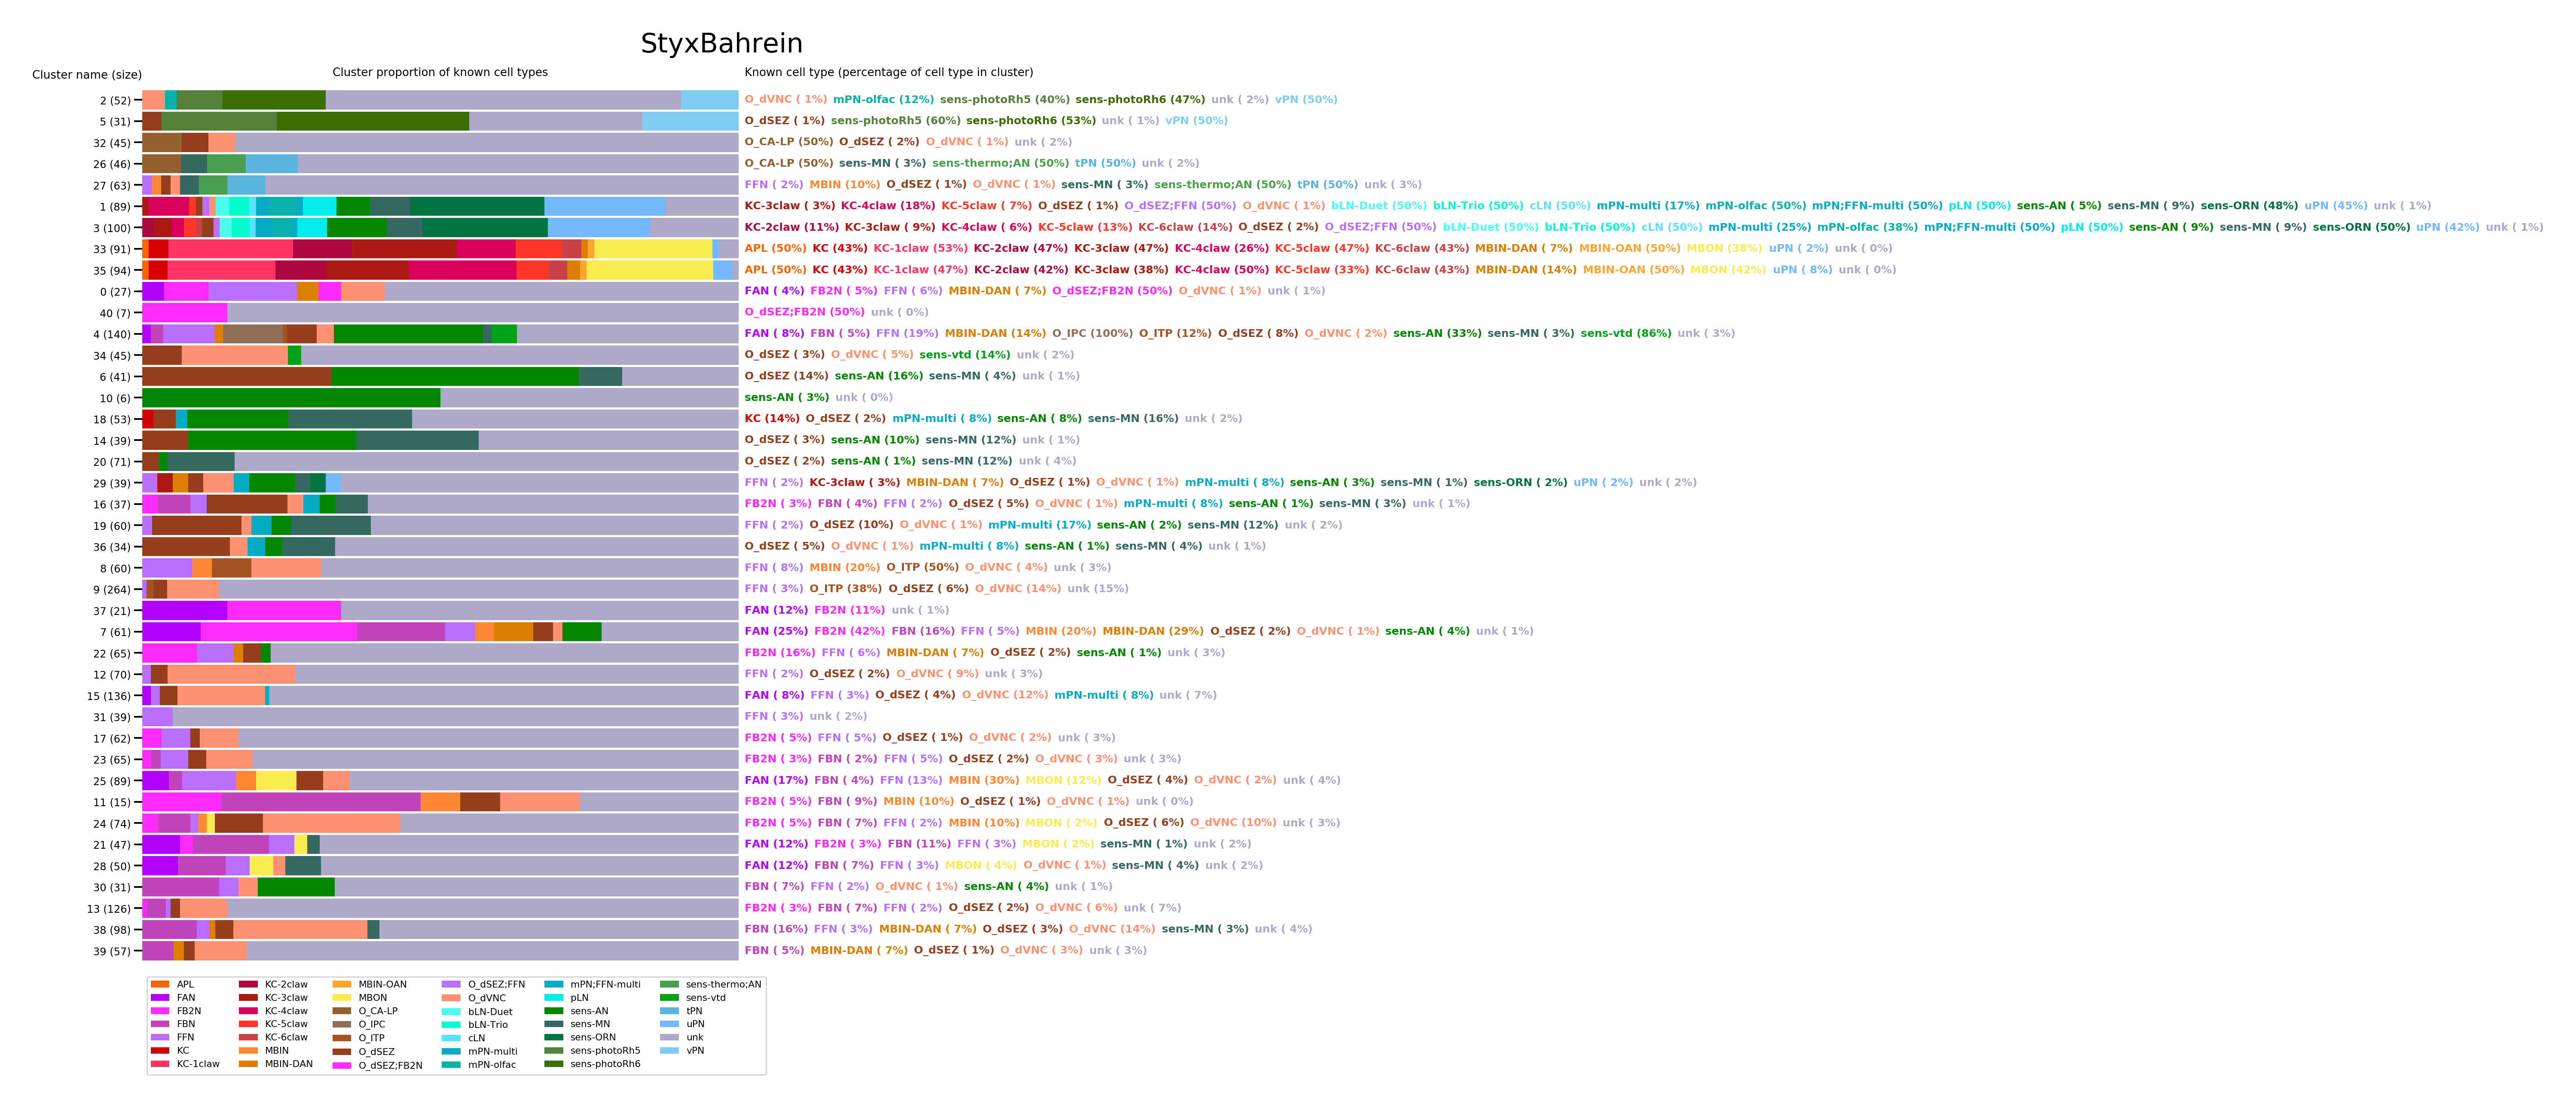 StyxBahrein
Cluster name (size) Cluster proportion of known cell types Known cell type (percentage of cell type in cluster)
2 (52) O_dVNC ( 1%) mPN-olfac (12%) sens-photoRh5 (40%) sens-photoRh6 (47%) unk ( 2%) vPN (50%)
5 (31) O_dSEZ ( 1%) sens-photoRh5 (60%) sens-photoRh6 (53%) unk ( 1%) vPN (50%)
32 (45) O_CA-LP (50%) O_dSEZ ( 2%) O_dVNC ( 1%) unk ( 2%)
26 (46) O_CA-LP (50%) sens-MN ( 3%) sens-thermo;AN (50%) tPN (50%) unk ( 2%)
27 (63) FFN ( 2%) MBIN (10%) O_dSEZ ( 1%) O_dVNC ( 1%) sens-MN ( 3%) sens-thermo;AN (50%) tPN (50%) unk ( 3%)
1 (89) KC-3claw ( 3%) KC-4claw (18%) KC-5claw ( 7%) O_dSEZ ( 1%) O_dSEZ;FFN (50%) O_dVNC ( 1%) bLN-Duet (50%) bLN-Trio (50%) cLN (50%) mPN-multi (17%) mPN-olfac (50%) mPN;FFN-multi (50%) pLN (50%) sens-AN ( 5%) sens-MN ( 9%) sens-ORN (48%) uPN (45%) unk ( 1%)
3 (100) KC-2claw (11%) KC-3claw ( 9%) KC-4claw ( 6%) KC-5claw (13%) KC-6claw (14%) O_dSEZ ( 2%) O_dSEZ;FFN (50%) bLN-Duet (50%) bLN-Trio (50%) cLN (50%) mPN-multi (25%) mPN-olfac (38%) mPN;FFN-multi (50%) pLN (50%) sens-AN ( 9%) sens-MN ( 9%) sens-ORN (50%) uPN (42%) unk ( 1%)
33 (91) APL (50%) KC (43%) KC-1claw (53%) KC-2claw (47%) KC-3claw (47%) KC-4claw (26%) KC-5claw (47%) KC-6claw (43%) MBIN-DAN ( 7%) MBIN-OAN (50%) MBON (38%) uPN ( 2%) unk ( 0%)
35 (94) APL (50%) KC (43%) KC-1claw (47%) KC-2claw (42%) KC-3claw (38%) KC-4claw (50%) KC-5claw (33%) KC-6claw (43%) MBIN-DAN (14%) MBIN-OAN (50%) MBON (42%) uPN ( 8%) unk ( 0%)
0 (27) FAN ( 4%) FB2N ( 5%) FFN ( 6%) MBIN-DAN ( 7%) O_dSEZ;FB2N (50%) O_dVNC ( 1%) unk ( 1%)
40 (7) O_dSEZ;FB2N (50%) unk ( 0%)
4 (140) FAN ( 8%) FBN ( 5%) FFN (19%) MBIN-DAN (14%) O_IPC (100%) O_ITP (12%) O_dSEZ ( 8%) O_dVNC ( 2%) sens-AN (33%) sens-MN ( 3%) sens-vtd (86%) unk ( 3%)
34 (45) O_dSEZ ( 3%) O_dVNC ( 5%) sens-vtd (14%) unk ( 2%)
6 (41) O_dSEZ (14%) sens-AN (16%) sens-MN ( 4%) unk ( 1%)
10 (6) sens-AN ( 3%) unk ( 0%)
18 (53) KC (14%) O_dSEZ ( 2%) mPN-multi ( 8%) sens-AN ( 8%) sens-MN (16%) unk ( 2%)
14 (39) O_dSEZ ( 3%) sens-AN (10%) sens-MN (12%) unk ( 1%)
20 (71) O_dSEZ ( 2%) sens-AN ( 1%) sens-MN (12%) unk ( 4%)
29 (39) FFN ( 2%) KC-3claw ( 3%) MBIN-DAN ( 7%) O_dSEZ ( 1%) O_dVNC ( 1%) mPN-multi ( 8%) sens-AN ( 3%) sens-MN ( 1%) sens-ORN ( 2%) uPN ( 2%) unk ( 2%)
16 (37) FB2N ( 3%) FBN ( 4%) FFN ( 2%) O_dSEZ ( 5%) O_dVNC ( 1%) mPN-multi ( 8%) sens-AN ( 1%) sens-MN ( 3%) unk ( 1%)
19 (60) FFN ( 2%) O_dSEZ (10%) O_dVNC ( 1%) mPN-multi (17%) sens-AN ( 2%) sens-MN (12%) unk ( 2%)
36 (34) O_dSEZ ( 5%) O_dVNC ( 1%) mPN-multi ( 8%) sens-AN ( 1%) sens-MN ( 4%) unk ( 1%)
8 (60) FFN ( 8%) MBIN (20%) O_ITP (50%) O_dVNC ( 4%) unk ( 3%)
9 (264) FFN ( 3%) O_ITP (38%) O_dSEZ ( 6%) O_dVNC (14%) unk (15%)
37 (21) FAN (12%) FB2N (11%) unk ( 1%)
7 (61) FAN (25%) FB2N (42%) FBN (16%) FFN ( 5%) MBIN (20%) MBIN-DAN (29%) O_dSEZ ( 2%) O_dVNC ( 1%) sens-AN ( 4%) unk ( 1%)
22 (65) FB2N (16%) FFN ( 6%) MBIN-DAN ( 7%) O_dSEZ ( 2%) sens-AN ( 1%) unk ( 3%)
12 (70) FFN ( 2%) O_dSEZ ( 2%) O_dVNC ( 9%) unk ( 3%)
15 (136) FAN ( 8%) FFN ( 3%) O_dSEZ ( 4%) O_dVNC (12%) mPN-multi ( 8%) unk ( 7%)
31 (39) FFN ( 3%) unk ( 2%)
17 (62) FB2N ( 5%) FFN ( 5%) O_dSEZ ( 1%) O_dVNC ( 2%) unk ( 3%)
23 (65) FB2N ( 3%) FBN ( 2%) FFN ( 5%) O_dSEZ ( 2%) O_dVNC ( 3%) unk ( 3%)
25 (89) FAN (17%) FBN ( 4%) FFN (13%) MBIN (30%) MBON (12%) O_dSEZ ( 4%) O_dVNC ( 2%) unk ( 4%)
11 (15) FB2N ( 5%) FBN ( 9%) MBIN (10%) O_dSEZ ( 1%) O_dVNC ( 1%) unk ( 0%)
24 (74) FB2N ( 5%) FBN ( 7%) FFN ( 2%) MBIN (10%) MBON ( 2%) O_dSEZ ( 6%) O_dVNC (10%) unk ( 3%)
21 (47) FAN (12%) FB2N ( 3%) FBN (11%) FFN ( 3%) MBON ( 2%) sens-MN ( 1%) unk ( 2%)
28 (50) FAN (12%) FBN ( 7%) FFN ( 3%) MBON ( 4%) O_dVNC ( 1%) sens-MN ( 4%) unk ( 2%)
30 (31) FBN ( 7%) FFN ( 2%) O_dVNC ( 1%) sens-AN ( 4%) unk ( 1%)
13 (126) FB2N ( 3%) FBN ( 7%) FFN ( 2%) O_dSEZ ( 2%) O_dVNC ( 6%) unk ( 7%)
38 (98) FBN (16%) FFN ( 3%) MBIN-DAN ( 7%) O_dSEZ ( 3%) O_dVNC (14%) sens-MN ( 3%) unk ( 4%)
39 (57) FBN ( 5%) MBIN-DAN ( 7%) O_dSEZ ( 1%) O_dVNC ( 3%) unk ( 3%)
APL KC-2claw MBIN-OAN O_dSEZ;FFN mPN;FFN-multi sens-thermo;AN
FAN KC-3claw MBON O_dVNC pLN sens-vtd
FB2N KC-4claw O_CA-LP bLN-Duet sens-AN tPN
FBN KC-5claw O_IPC bLN-Trio sens-MN uPN
FFN KC-6claw O_ITP cLN sens-ORN unk
KC MBIN O_dSEZ mPN-multi sens-photoRh5 vPN
KC-1claw MBIN-DAN O_dSEZ;FB2N mPN-olfac sens-photoRh6